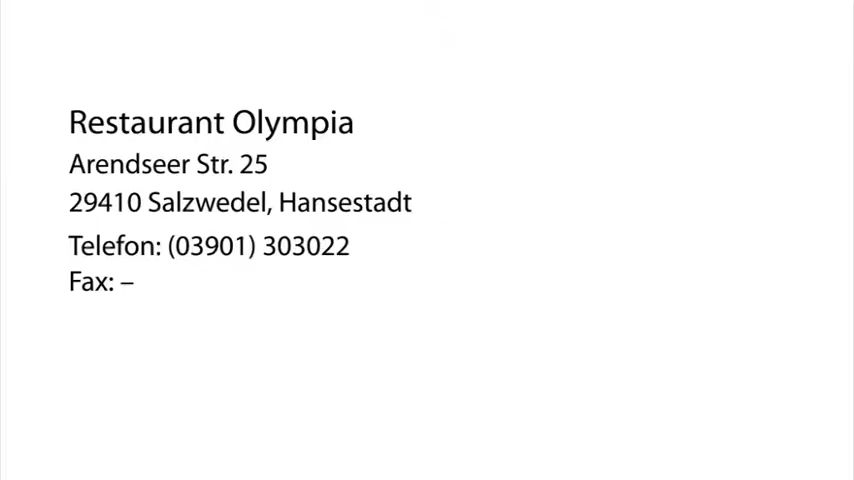 Restaurant Olympia
Arendseer Str. 25
29410 Salzwedel, Hansestadt
Telefon: (03901) 303022
Fax: –